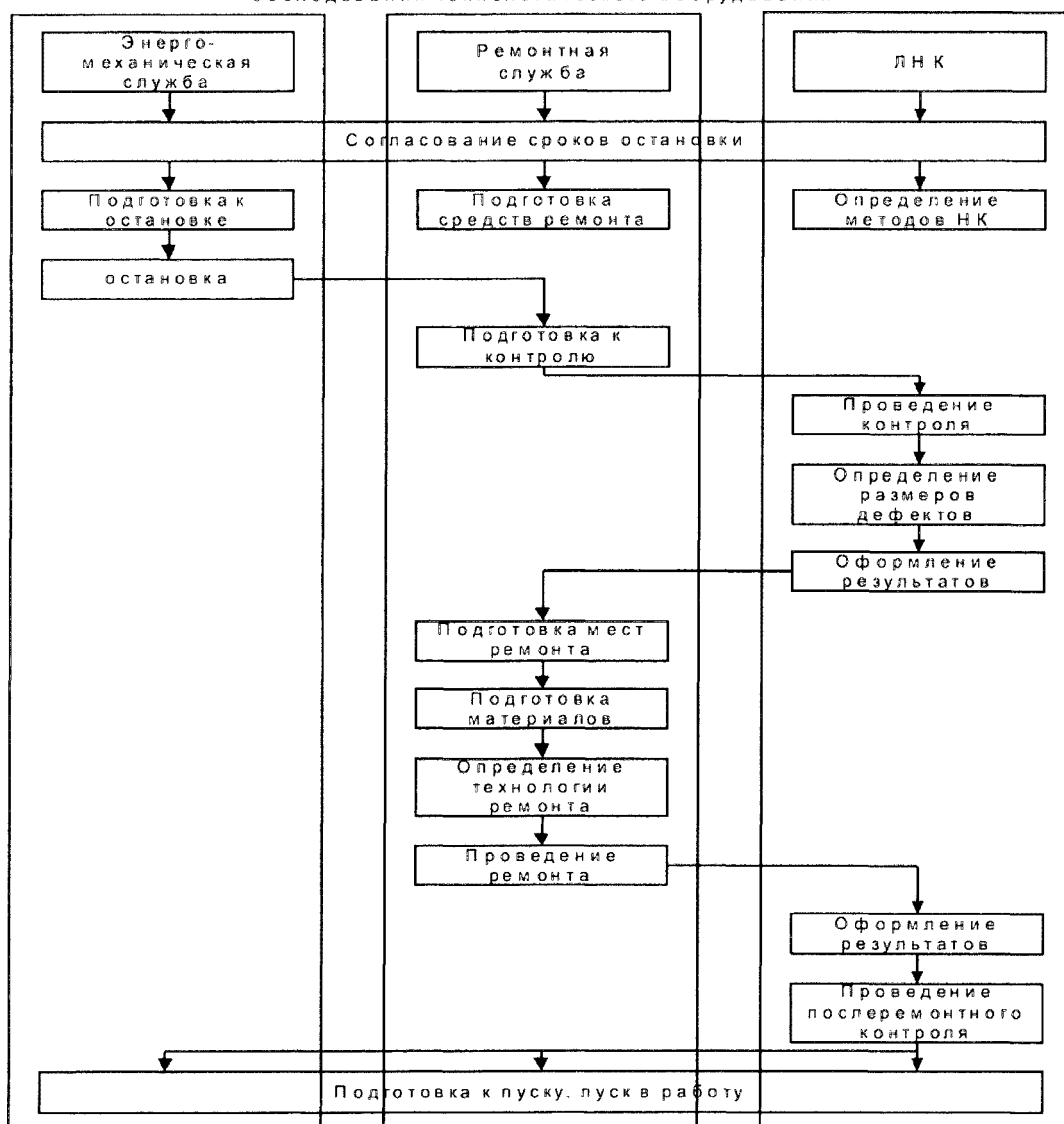 Энерго-
механическая
служба
Ремонтная
служба
ЛНК
Согласование сроков остановки
Подготовка к
остановке
Подготовка
средств ремонта
Определение
методов НК
остановка
Подготовка к
контролю
Проведение
контроля
Определение
размеров
дефектов
Оформление
результатов
Подготовка мест
ремонта
Подготовка
материалов
Определение
технологии
ремонта
Проведение
ремонта
Оформление
результатов
Проведение
послеремонтного
контроля
Подготовка к пуску. пуск в работу